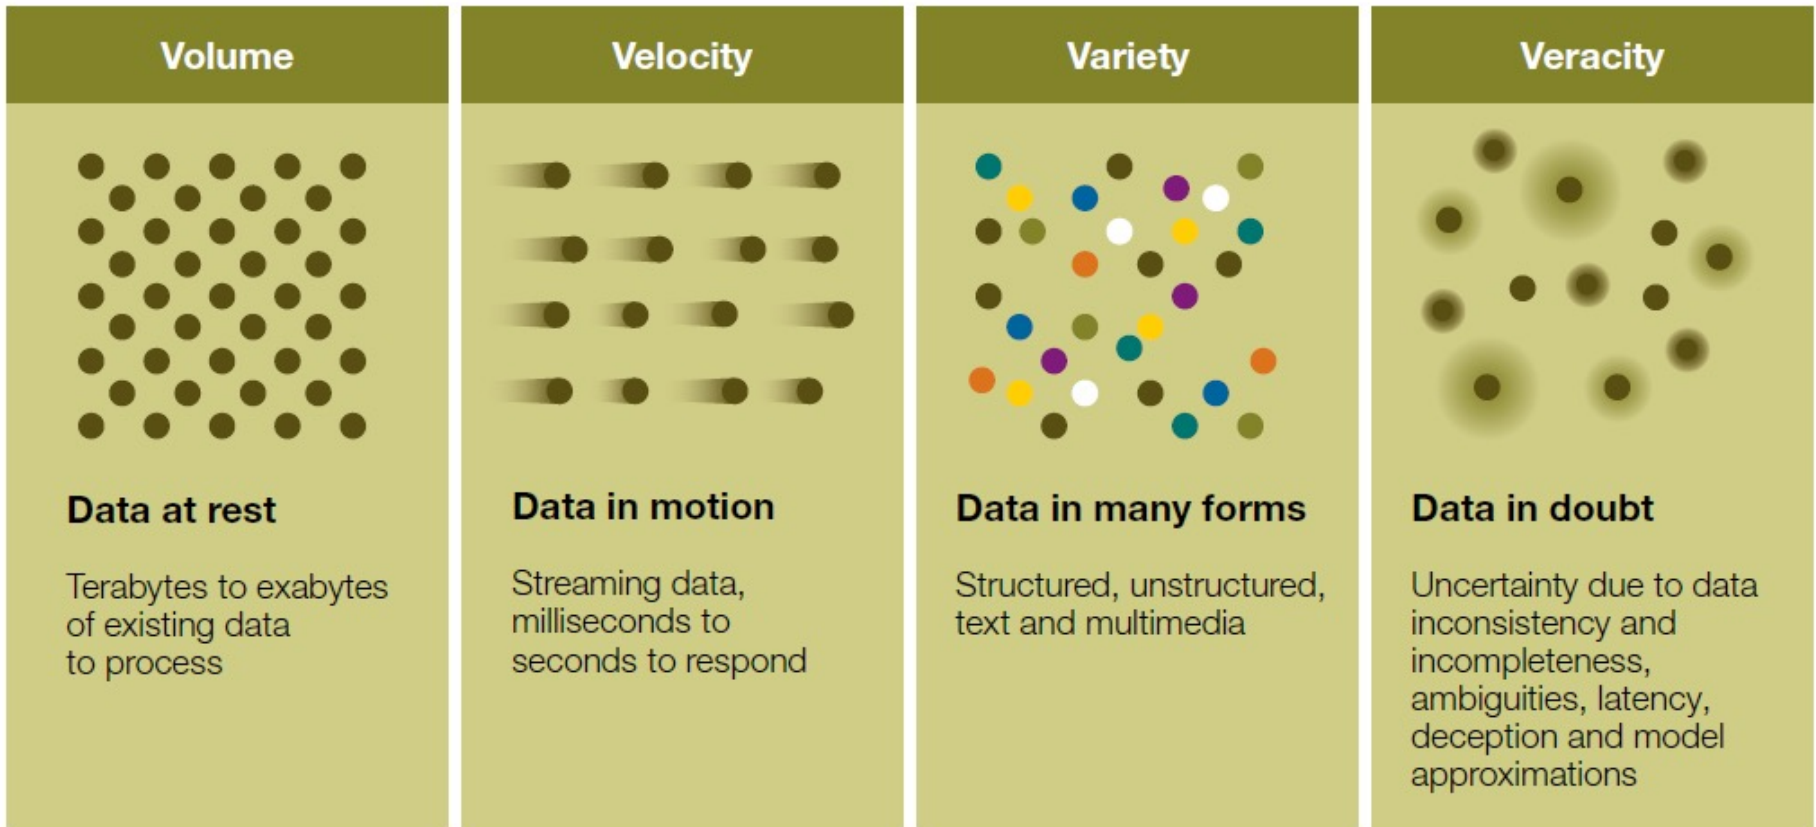 Volume
Data at rest
Terabytes to exabytes
of existing data
to process
Velocity
Data in motion
Streaming data,
milliseconds to
seconds to respond
Variety
Data in many forms
Structured, unstructured,
text and multimedia
Veracity
Data in doubt
Uncertainty due to data
inconsistency and
incompleteness,
ambiguities, latency,
deception and model
approximations